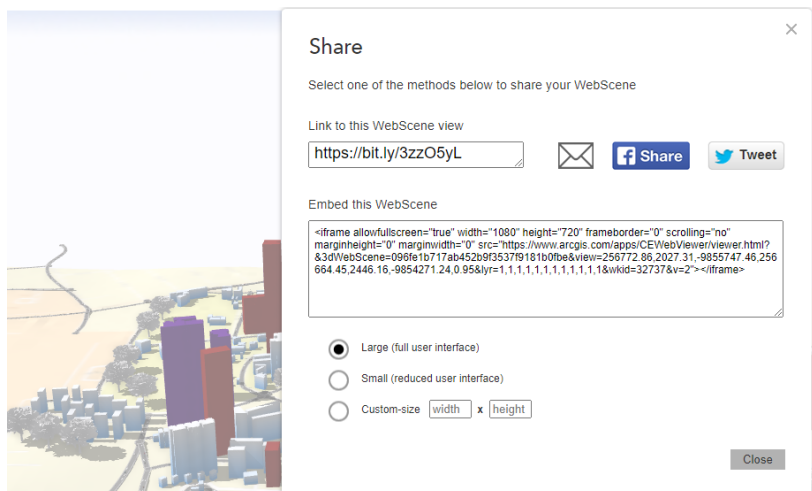 Share
Select one of the methods below to share your WebScene
Link to this WebScene view
https://bit.ly/3zzO5yL
Share
Tweet
Embed this WebScene
<iframe allowfullscreen="true" width="1080" height="720" frameborder="0" scrolling="no"
marginheight="0" marginwidth="0" src="https://www.arcgis.com/apps/CEWebViewer/viewer.html?
&3dWebScene=096fe1b717ab452b9f3537f9181b0fbe&view=256772.86,2027.31,-9855747.46,256
664.45,2446.16,-9854271.24,0.95&lyr=1,1,1,1,1,1,1,1,1,1,1,1&wkid=32737&v=2"></iframe>
Large (full user interface)
Small (reduced user interface)
Custom-size width x height
Close